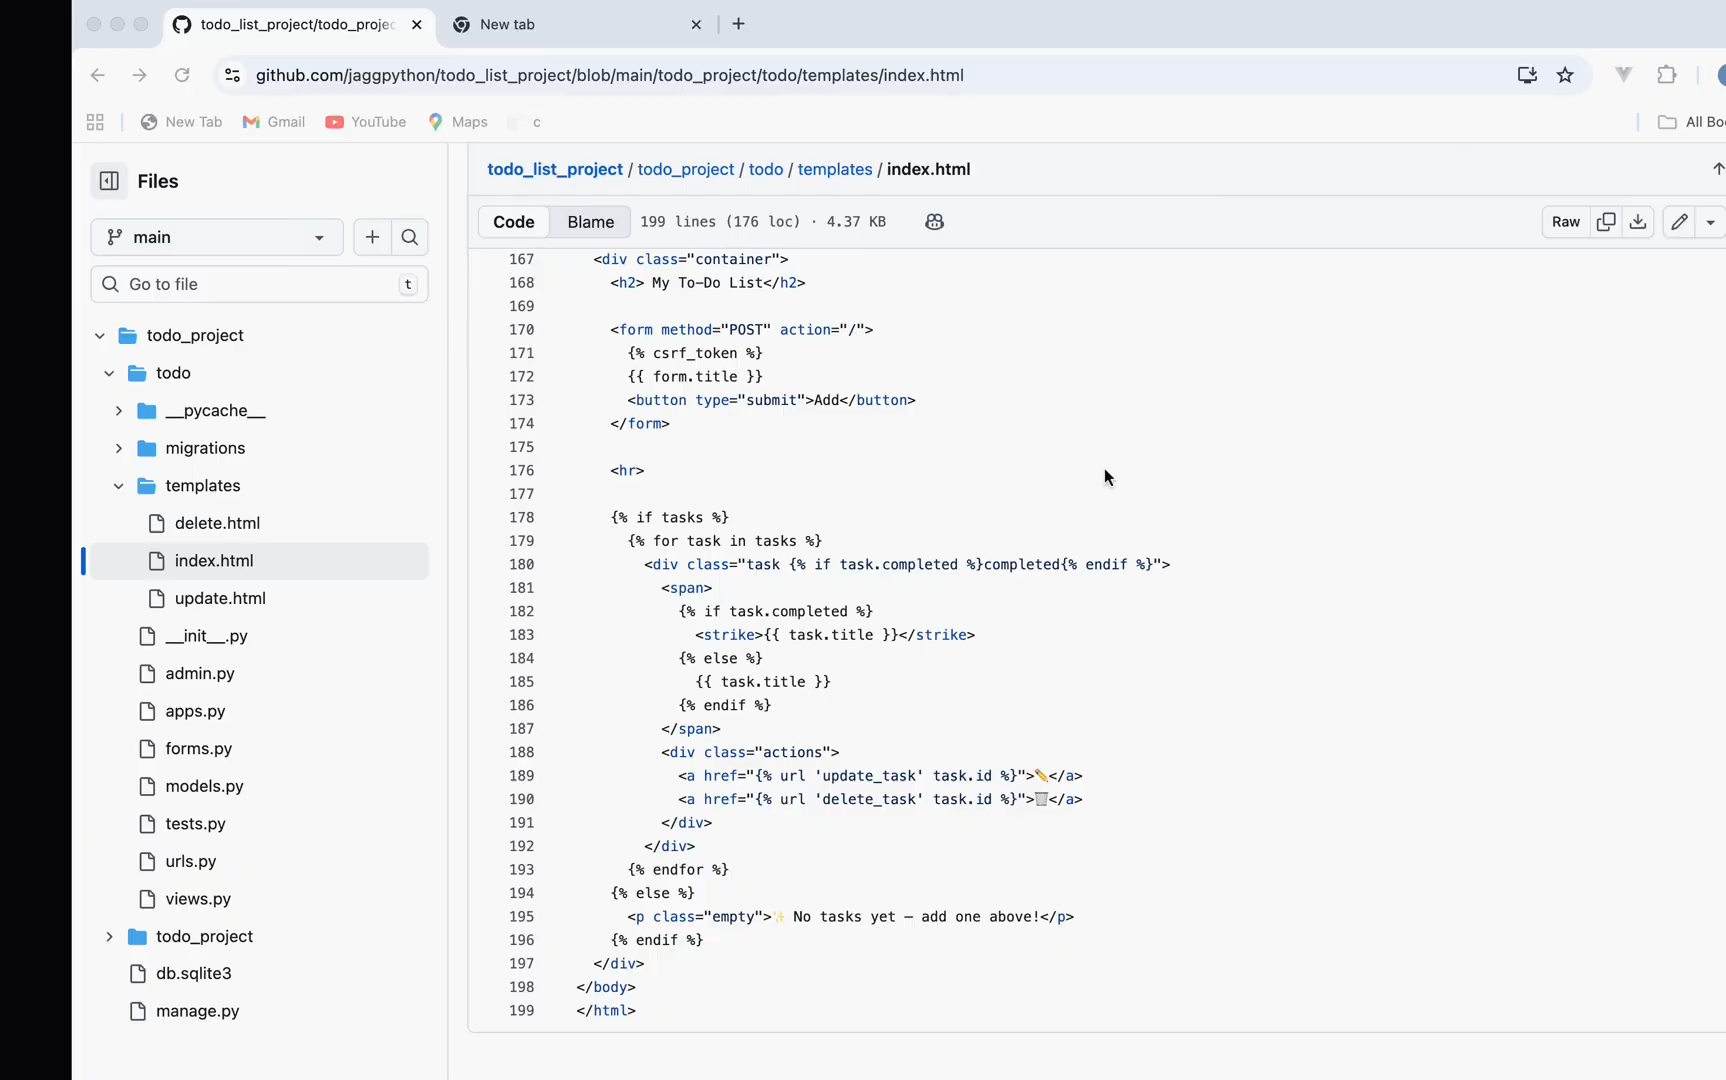 todo_list_project/todo_projec
New tab
github.com/jaggpython/todo_list_project/blob/main/todo_project/todo/templates/index.html
New Tab
Gmail
YouTube
Maps
c
All Boo
Files
main
Go to file
t
todo_project
todo
__pycache__
migrations
templates
delete.html
index.html
update.html
__init__.py
admin.py
apps.py
forms.py
models.py
tests.py
urls.py
views.py
todo_project
db.sqlite3
manage.py
todo_list_project / todo_project / todo / templates / index.html
Code Blame 199 lines (176 loc) · 4.37 KB
Raw
167 <div class="container">
168 <h2> My To-Do List</h2>
169
170 <form method="POST" action="/">
171 {% csrf_token %}
172 {{ form.title }}
173 <button type="submit">Add</button>
174 </form>
175
176 <hr>
177
178 {% if tasks %}
179 {% for task in tasks %}
180 <div class="task {% if task.completed %}completed{% endif %}">
181 <span>
182 {% if task.completed %}
183 <strike>{{ task.title }}</strike>
184 {% else %}
185 {{ task.title }}
186 {% endif %}
187 </span>
188 <div class="actions">
189 <a href="{% url 'update_task' task.id %}">✏️</a>
190 <a href="{% url 'delete_task' task.id %}">🗑️</a>
191 </div>
192 </div>
193 {% endfor %}
194 {% else %}
195 <p class="empty">✨ No tasks yet — add one above!</p>
196 {% endif %}
197 </div>
198 </body>
199 </html>